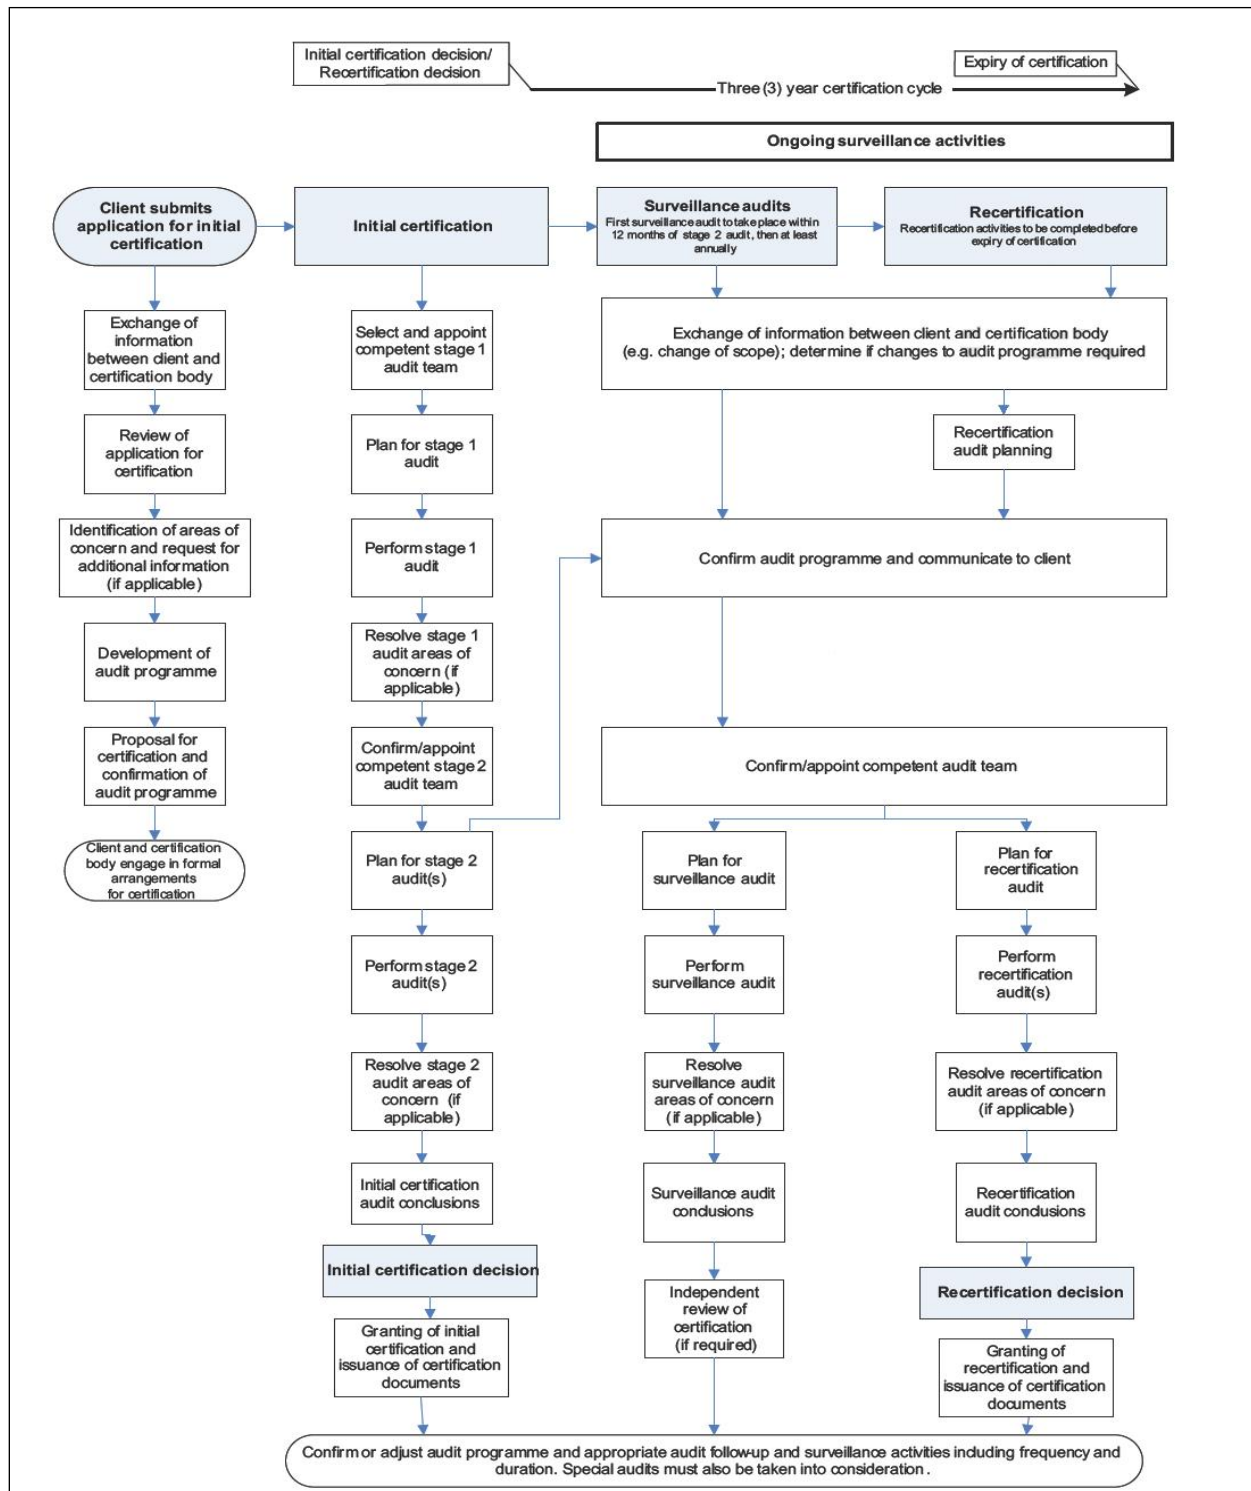 Initial certification decision/
Recertification decision
Expiry of certification
Three (3) year certification cycle
Ongoing surveillance activities
Client submits
application for initial
certification
Initial certification
Surveillance audits
First surveillance audit to take place within
12 months of stage 2 audit, then at least
annually
Recertification
Recertification activities to be completed before
expiry of certification
Exchange of
information
between client and
certification body
Review of
application for
certification
Identification of areas of
concern and request for
additional information
(if applicable)
Development of
audit programme
Proposal for
certification and
confirmation of
audit programme
Client and certification
body engage in formal
arrangements
for certification
Select and appoint
competent stage 1
audit team
Plan for stage 1
audit
Perform stage 1
audit
Resolve stage 1
audit areas of
concern (if
applicable)
Confirm/appoint
competent stage 2
audit team
Plan for stage 2
audit(s)
Perform stage 2
audit(s)
Resolve stage 2
audit areas of
concern (if
applicable)
Initial certification
audit conclusions
Initial certification decision
Granting of initial
certification and
issuance of certification
documents
Exchange of information between client and certification body
(e.g. change of scope); determine if changes to audit programme required
Recertification
audit planning
Confirm audit programme and communicate to client
Confirm/appoint competent audit team
Plan for
surveillance audit
Perform
surveillance audit
Resolve
surveillance audit
areas of concern
(if applicable)
Surveillance audit
conclusions
Independent
review of
certification
(if required)
Plan for
recertification
audit
Perform
recertification
audit(s)
Resolve recertification
audit areas of concern
(if applicable)
Recertification
audit conclusions
Recertification decision
Granting of
recertification and
issuance of certification
documents
Confirm or adjust audit programme and appropriate audit follow-up and surveillance activities including frequency and
duration. Special audits must also be taken into consideration.